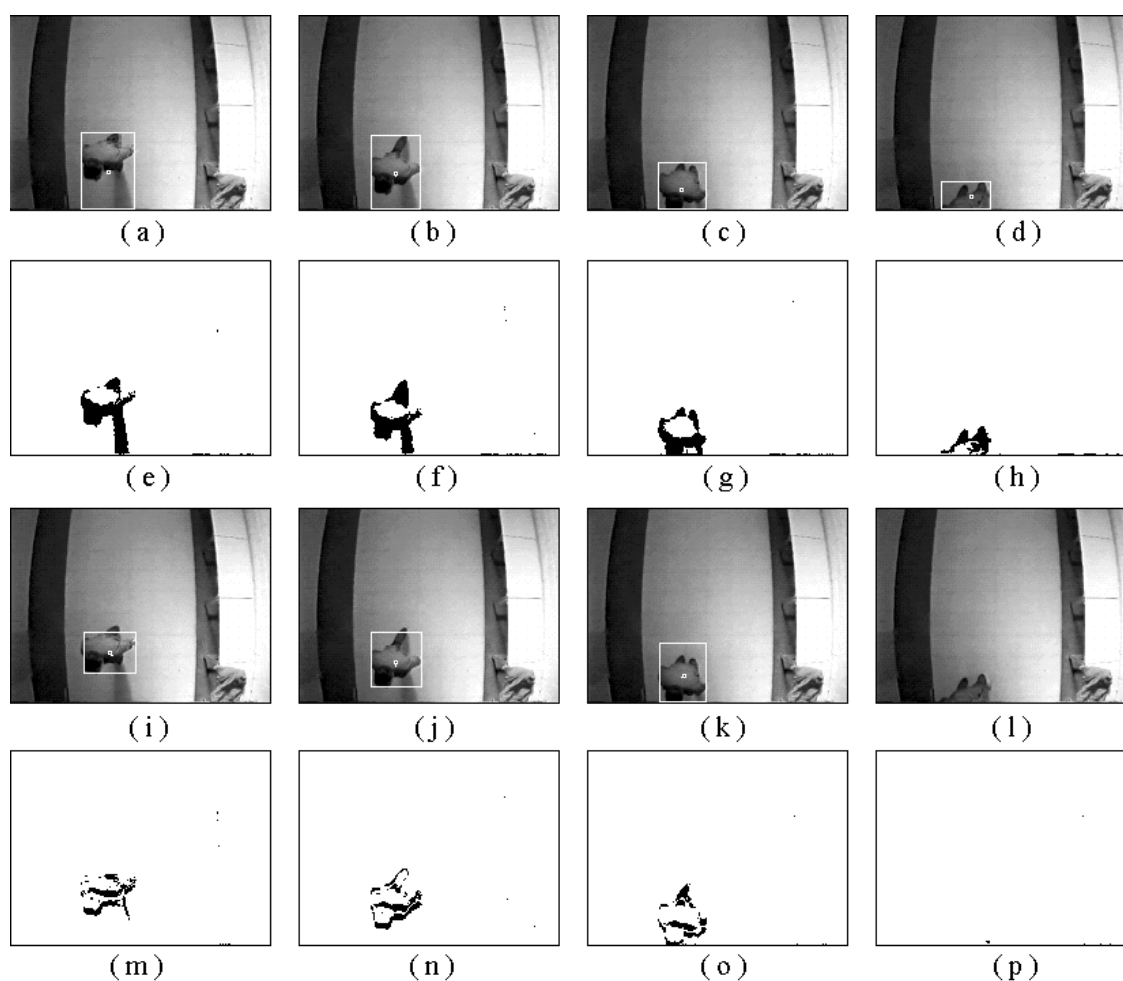 ( a ) ( b ) ( c ) ( d )
( e ) ( f ) ( g ) ( h )
( i ) ( j ) ( k ) ( l )
( m ) ( n ) ( o ) ( p )